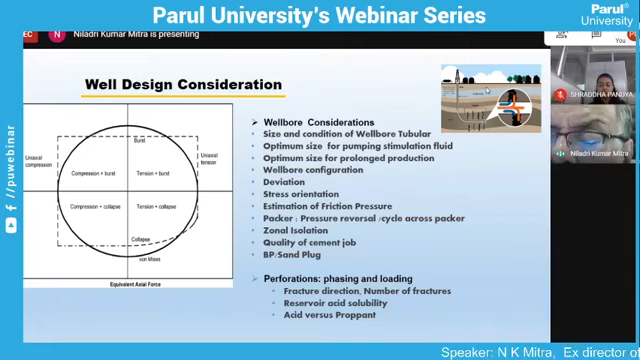 Parul University's Webinar Series
Parul®
University
EC
N
Niladri Kumar Mitra is presenting
You
Well Design Consideration
SHRADDHA PANDYA
Niladri Kumar Mitra
Burst
Uniaxial
compression
Uniaxial
tension
Compression + burst
Tension + burst
Compression + collapse
Tension + collapse
Collapse
von Mises
Equivalent Axial Force
➢ Wellbore Considerations
• Size and condition of Wellbore Tubular
• Optimum size for pumping stimulation fluid
• Optimum size for prolonged production
• Wellbore configuration
• Deviation
• Stress orientation
• Estimation of Friction Pressure
• Packer : Pressure reversal /cycle across packer
• Zonal Isolation
• Quality of cement job
• BP/Sand Plug
➢ Perforations: phasing and loading
• Fracture direction, Number of fractures
• Reservoir acid solubility
• Acid versus Proppant
/puwebinar
Speaker: N K Mitra, Ex director of